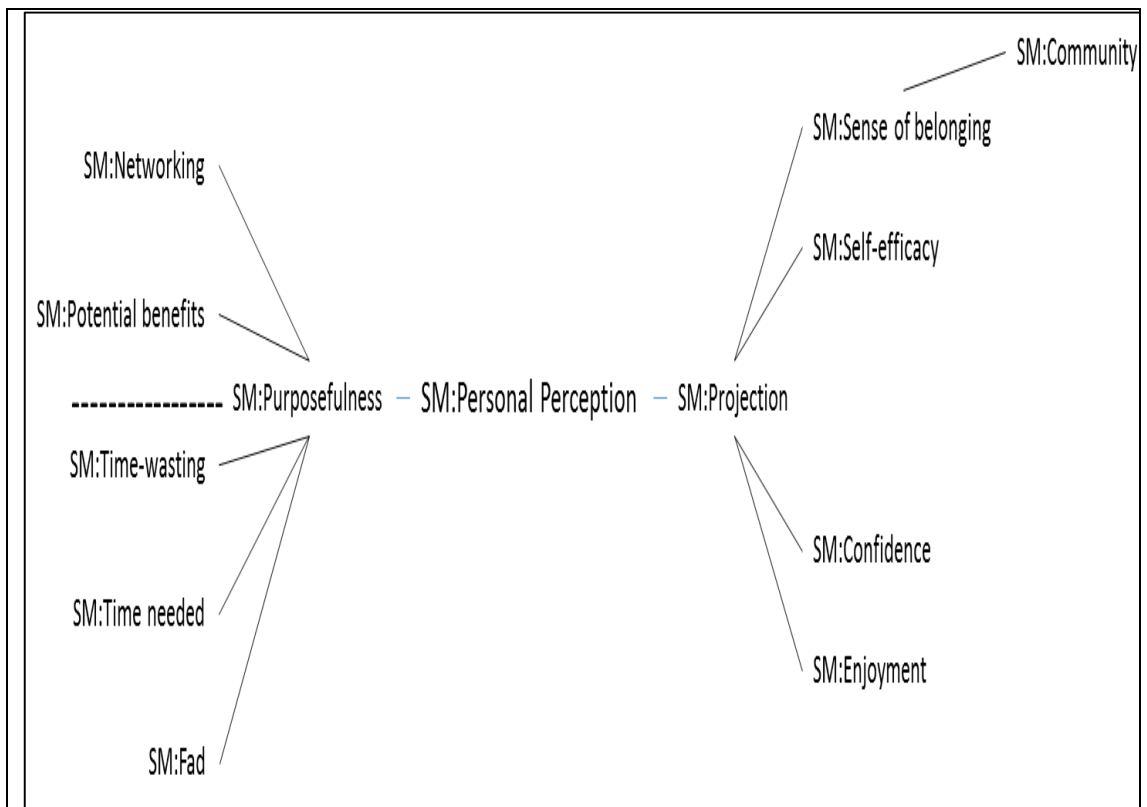 SM:Community
SM:Sense of belonging
SM:Networking
SM:Self-efficacy
SM:Potential benefits
SM:Purposefulness
SM:Personal Perception
SM:Projection
SM:Time-wasting
SM:Confidence
SM:Time needed
SM:Enjoyment
SM:Fad